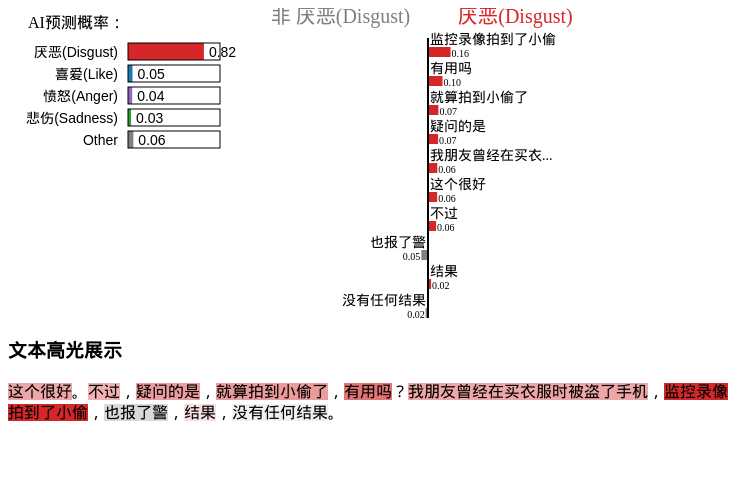 AI预测概率：
厌恶(Disgust) 0.82
喜爱(Like) 0.05
愤怒(Anger) 0.04
悲伤(Sadness) 0.03
Other 0.06
非 厌恶(Disgust) 厌恶(Disgust)
监控录像拍到了小偷
0.16
有用吗
0.10
就算拍到小偷了
0.07
疑问的是
0.07
我朋友曾经在买衣...
0.06
这个很好
0.06
不过
0.06
也报了警
0.05
结果
0.02
没有任何结果
0.02
文本高光展示
这个很好。不过，疑问的是，就算拍到小偷了，有用吗？我朋友曾经在买衣服时被盗了手机，监控录像
拍到了小偷，也报了警，结果，没有任何结果。